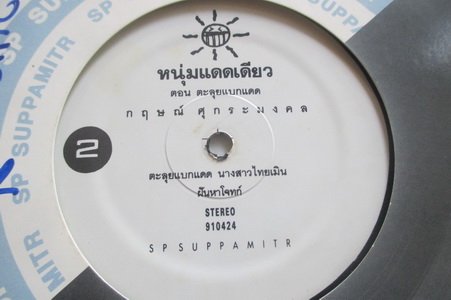 หนุ่มแดดเดียว
ตอน ตะลุยแบกแดด
กฤษณ์ ศุกระมงคล
2
ตะลุยแบกแดด นางสาวไทยเมิน
ฝันหาโจทก์
STEREO
910424
SPSUPPAMITR
SP SUPPAMITR
SP SUPPAMITR
MITR